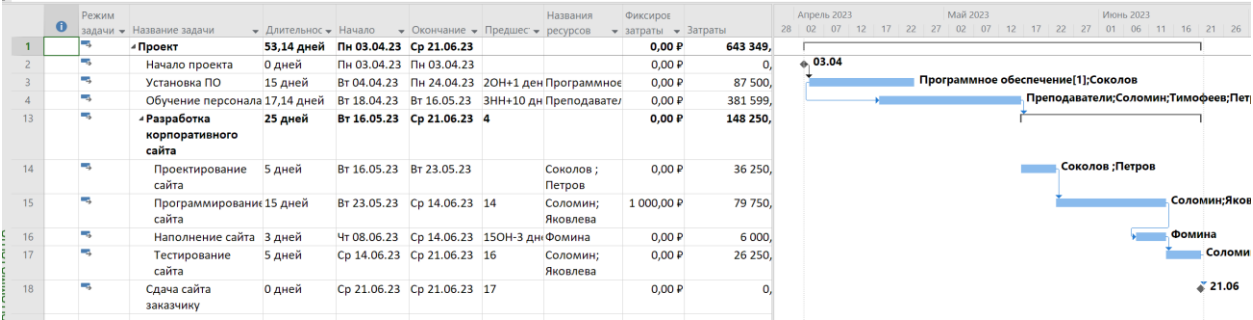 Режим задачи Название задачи Длительнос Начало Окончание Предшест Названия ресурсов Фиксиров затраты Затраты
Апрель 2023 Май 2023 Июнь 2023
28 02 07 12 17 22 27 02 07 12 17 22 27 01 06 11 16 21 26
1 Проект 53,14 дней Пн 03.04.23 Ср 21.06.23 0,00 ₽ 643 349,
2 Начало проекта 0 дней Пн 03.04.23 Пн 03.04.23 0,00 ₽ 0, 03.04
3 Установка ПО 15 дней Вт 04.04.23 Пн 24.04.23 2ОН+1 ден Программное 0,00 ₽ 87 500, Программное обеспечение[1];Соколов
4 Обучение персонала 17,14 дней Вт 18.04.23 Вт 16.05.23 3НН+10 дн Преподавател 0,00 ₽ 381 599, Преподаватели;Соломин;Тимофеев;Пет
13 Разработка корпоративного сайта 25 дней Вт 16.05.23 Ср 21.06.23 4 0,00 ₽ 148 250,
14 Проектирование сайта 5 дней Вт 16.05.23 Вт 23.05.23 Соколов ; Петров 0,00 ₽ 36 250, Соколов ;Петров
15 Программирование сайта 15 дней Вт 23.05.23 Ср 14.06.23 14 Соломин; Яковлева 1 000,00 ₽ 79 750, Соломин;Яков
16 Наполнение сайта 3 дней Чт 08.06.23 Ср 14.06.23 15ОН-3 дн Фомина 0,00 ₽ 6 000, Фомина
17 Тестирование сайта 5 дней Ср 14.06.23 Ср 21.06.23 16 Соломин; Яковлева 0,00 ₽ 26 250, Соломин
18 Сдача сайта заказчику 0 дней Ср 21.06.23 Ср 21.06.23 17 0,00 ₽ 0, 21.06